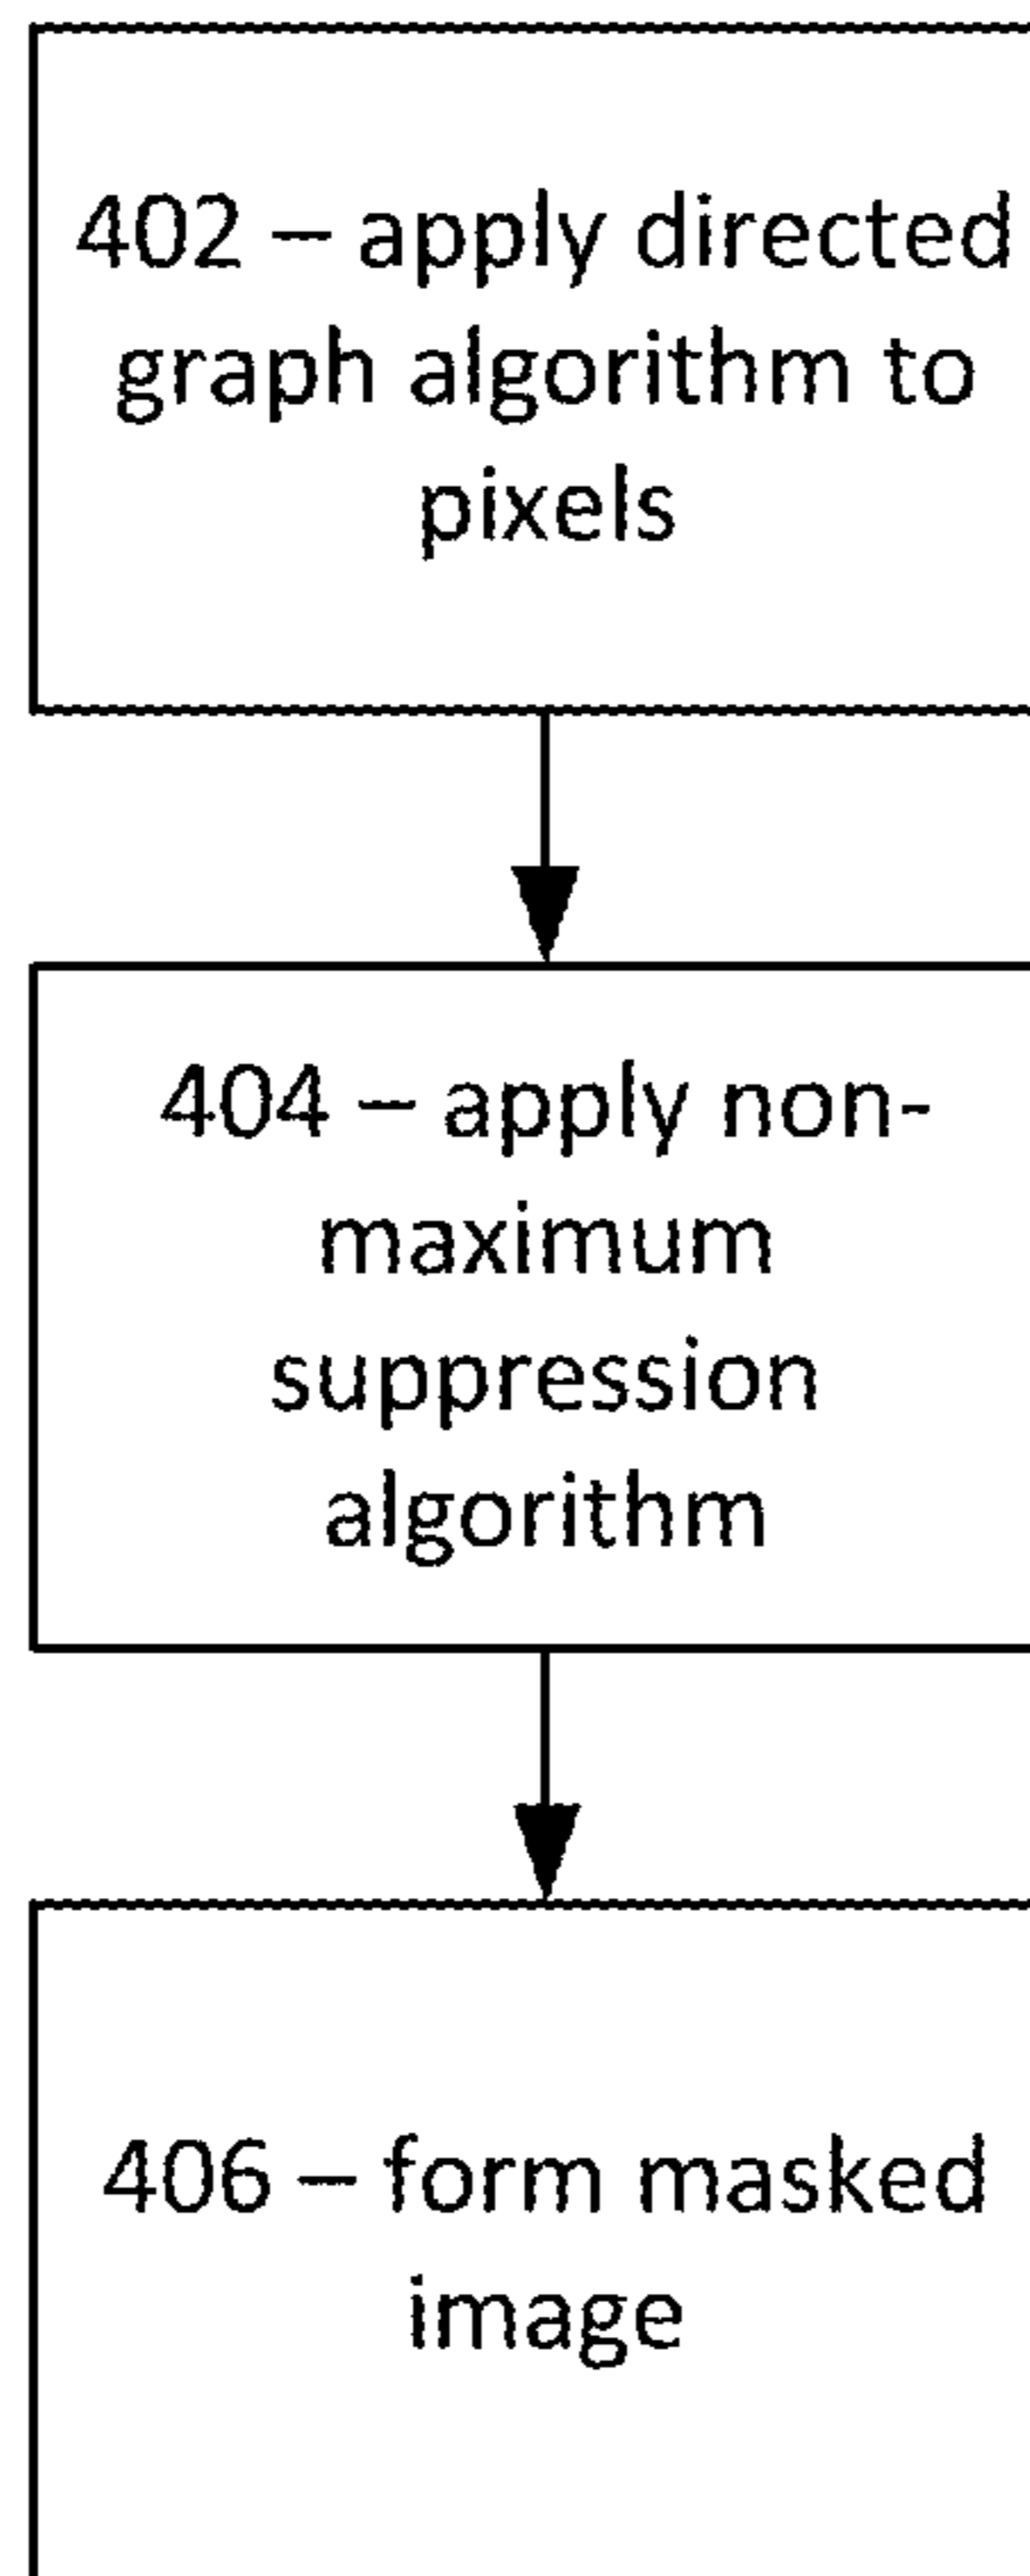 402 – apply directed
graph algorithm to
pixels
404 – apply non-
maximum
suppression
algorithm
406 – form masked
image